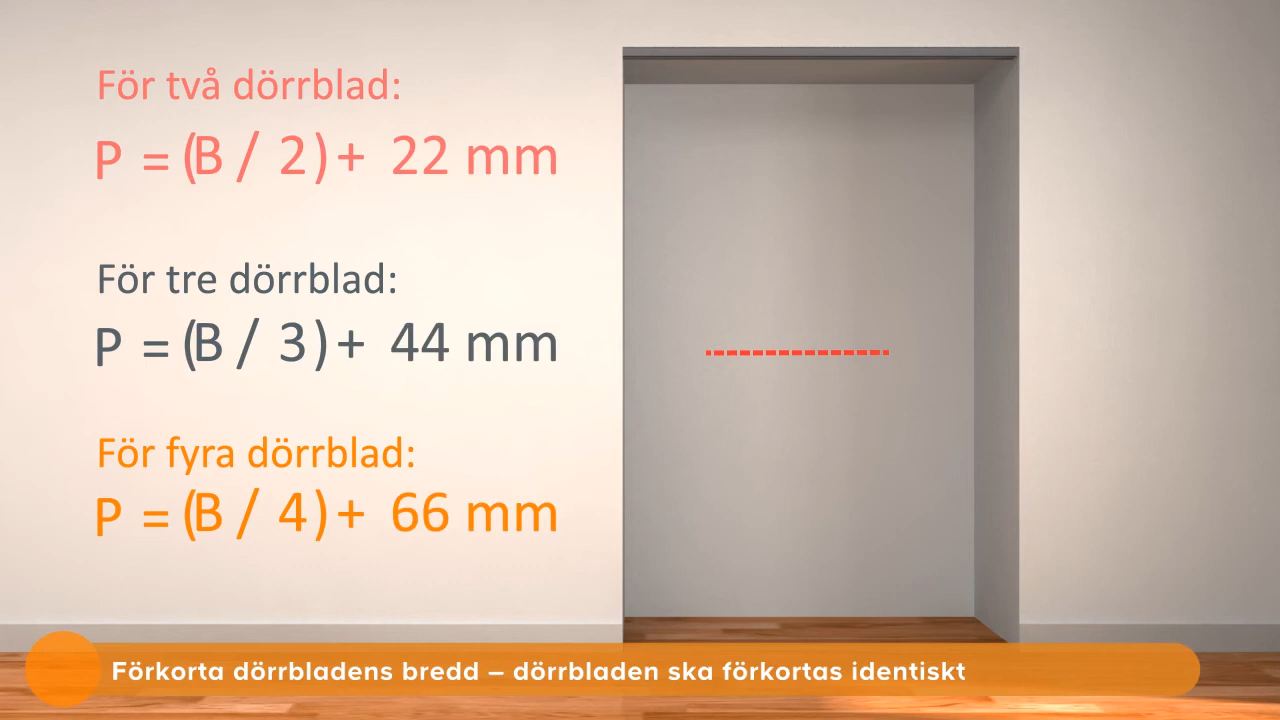 För två dörrblad:
P = (B / 2) + 22 mm
För tre dörrblad:
P = (B / 3) + 44 mm
För fyra dörrblad:
P = (B / 4) + 66 mm
Förkorta dörrbladens bredd – dörrbladen ska förkortas identiskt